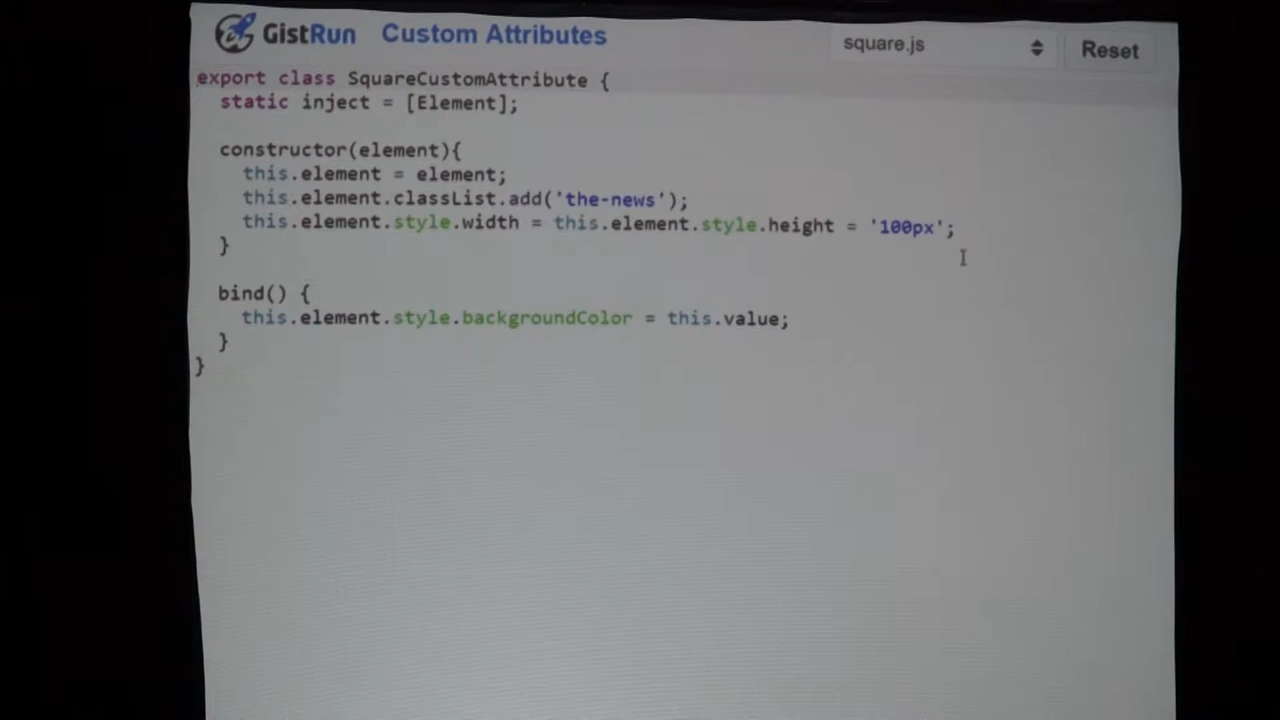 GistRun Custom Attributes square.js Reset
export class SquareCustomAttribute {
  static inject = [Element];

  constructor(element){
    this.element = element;
    this.element.classList.add('the-news');
    this.element.style.width = this.element.style.height = '100px';
  }

  bind() {
    this.element.style.backgroundColor = this.value;
  }
}